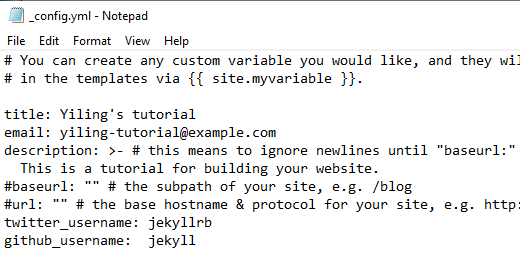 _config.yml - Notepad
File Edit Format View Help
# You can create any custom variable you would like, and they
# in the templates via {{ site.myvariable }}.
title: Yiling's tutorial
email: yiling-tutorial@example.com
description: >- # this means to ignore newlines until "baseurl:"
This is a tutorial for building your website.
#baseurl: "" # the subpath of your site, e.g. /blog
#url: "" # the base hostname & protocol for your site, e.g. http:
twitter_username: jekyllrb
github_username:  jekyll